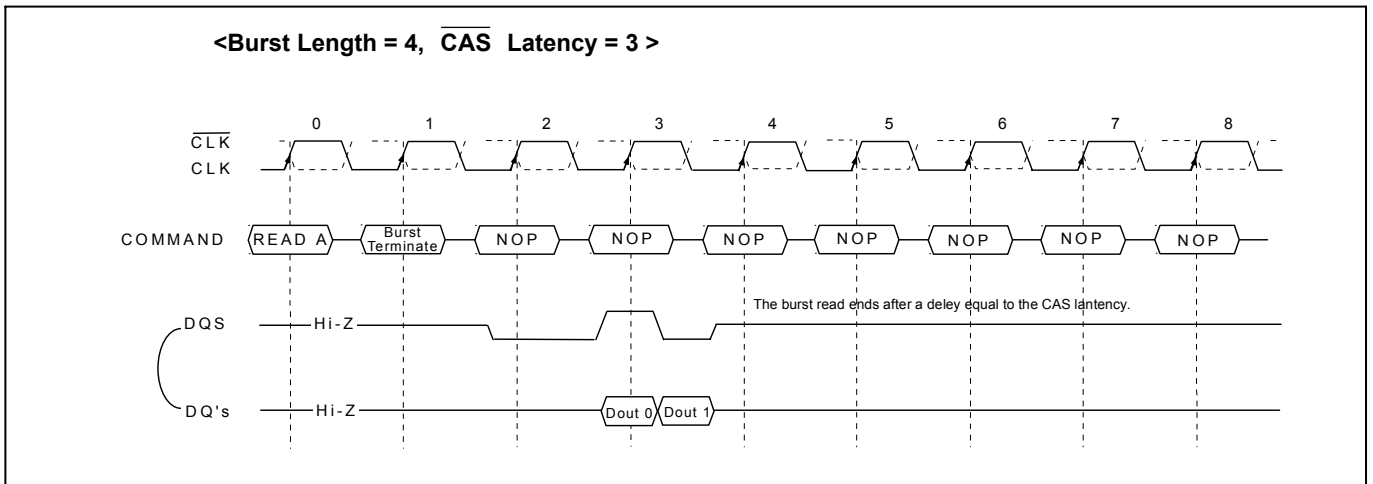 <Burst Length = 4, CAS Latency = 3 >
0 1 2 3 4 5 6 7 8
CLK
CLK
COMMAND READ A Burst Terminate NOP NOP NOP NOP NOP NOP NOP
The burst read ends after a deley equal to the CAS lantency.
DQS Hi-Z
DQ's Hi-Z Dout 0 Dout 1